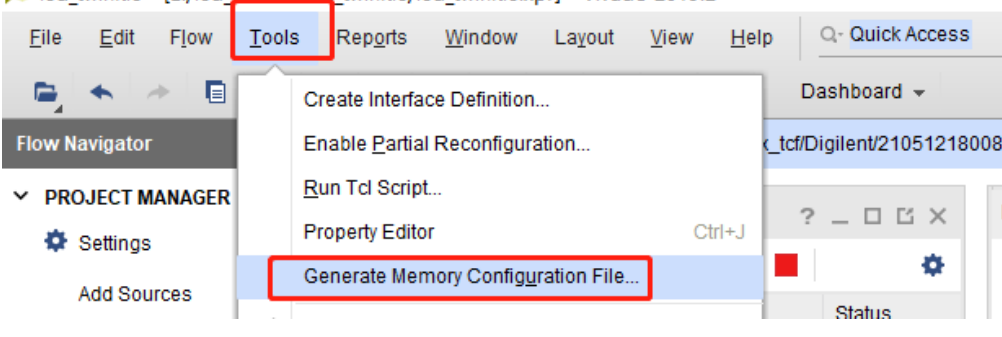 File Edit Flow Tools Reports Window Layout View Help Quick Access
Dashboard
Create Interface Definition...
Flow Navigator
Enable Partial Reconfiguration...
x_tcf/Digilent/21051218008
PROJECT MANAGER
Run Tcl Script...
Settings
Property Editor Ctrl+J
?
Generate Memory Configuration File...
Add Sources
Status